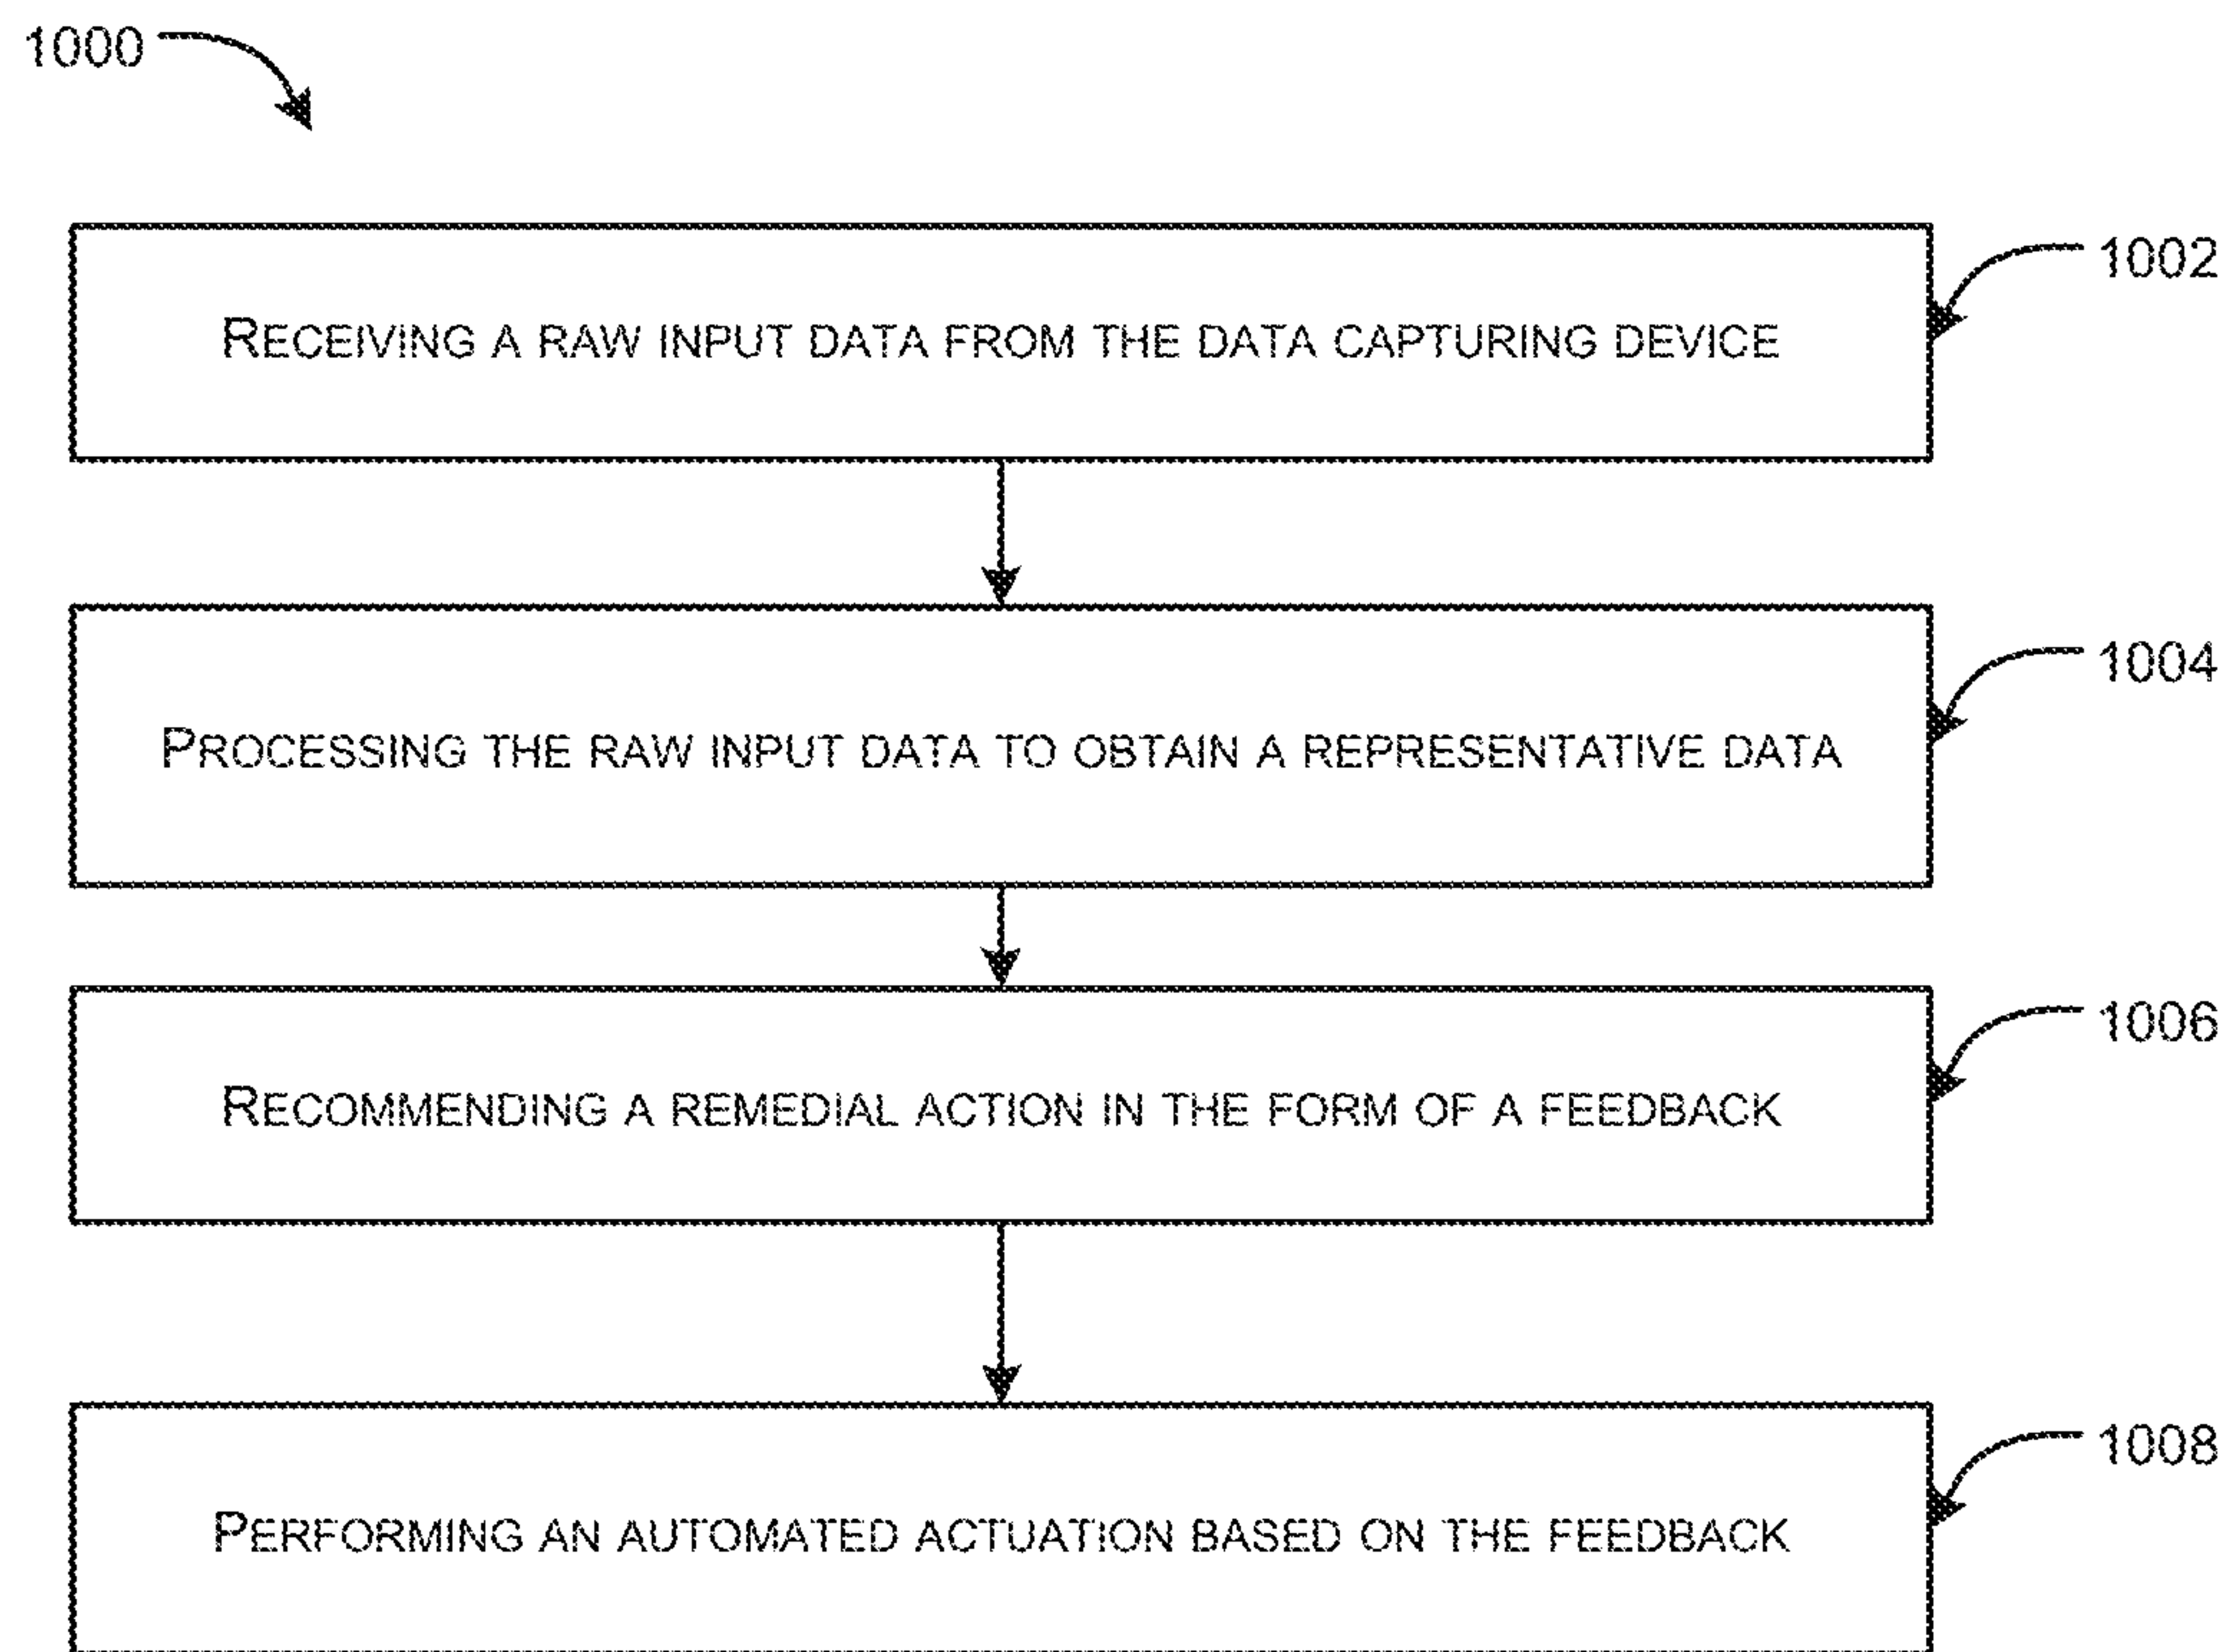 1000
1002
RECEIVING A RAW INPUT DATA FROM THE DATA CAPTURING DEVICE
1004
PROCESSING THE RAW INPUT DATA TO OBTAIN A REPRESENTATIVE DATA
1006
RECOMMENDING A REMEDIAL ACTION IN THE FORM OF A FEEDBACK
1008
PERFORMING AN AUTOMATED ACTUATION BASED ON THE FEEDBACK